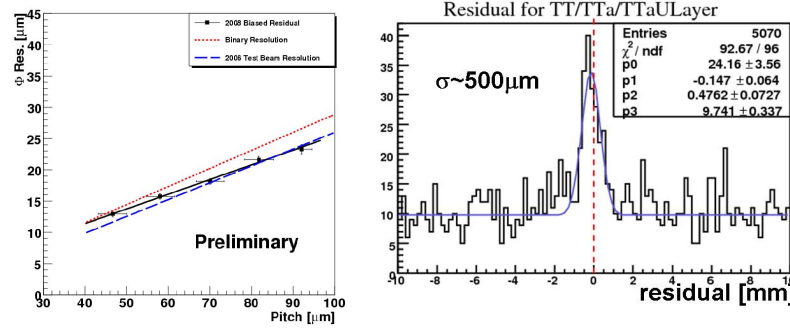 Φ Res. [μm]
45
40
35
30
25
20
15
10
5
0
30 40 50 60 70 80 90 100
Pitch [μm]
2008 Biased Residual
Binary Resolution
2006 Test Beam Resolution
Preliminary
Residual for TT/TTa/TTaULayer
Entries 5070
χ² / ndf 92.67 / 96
p0 24.16 ± 3.56
p1 -0.147 ± 0.064
p2 0.4762 ± 0.0727
p3 9.741 ± 0.337
σ~500μm
40
35
30
25
20
15
10
5
0
-10 -8 -6 -4 -2 0 2 4 6 8 10
residual [mm]